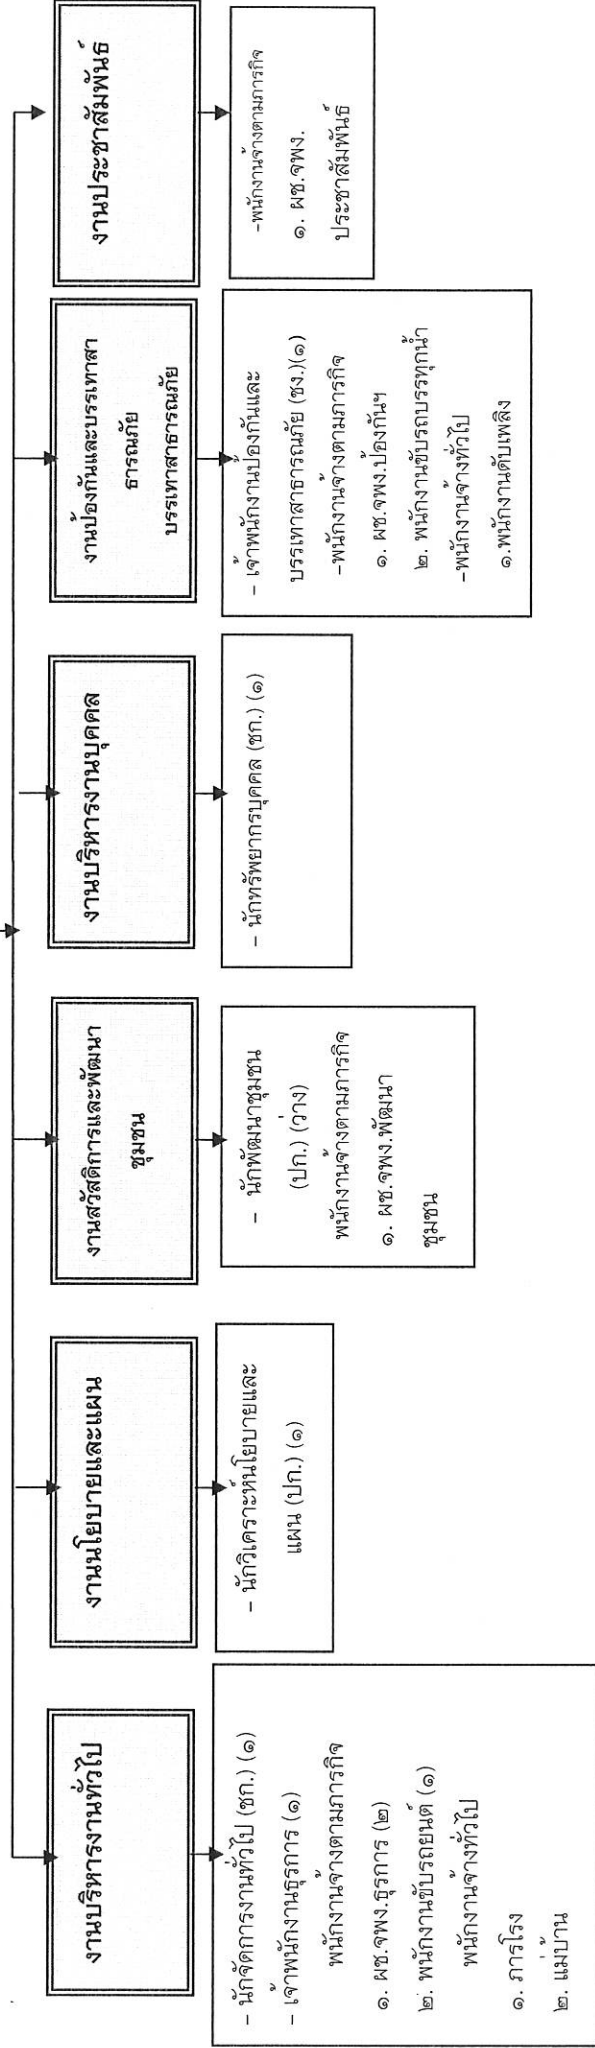 งานบริหารงานทั่วไป
- นักจัดการงานทั่วไป (ชก.) (๑)
- เจ้าพนักงานธุรการ (๑)
พนักงานจ้างตามภารกิจ
๑. ผช.จพง.ธุรการ (๒)
๒. พนักงานขับรถยนต์ (๑)
พนักงานจ้างทั่วไป
๑. ภารโรง
๒. แม่บ้าน
งานนโยบายและแผน
- นักวิเคราะห์นโยบายและ
แผน (ปก.) (๑)
งานสวัสดิการและพัฒนา
ชุมชน
- นักพัฒนาชุมชน
(ปก.) (ว่าง)
พนักงานจ้างตามภารกิจ
๑. ผช.จพง.พัฒนา
ชุมชน
งานบริหารงานบุคคล
- นักทรัพยากรบุคคล (ชก.) (๑)
งานป้องกันและบรรเทาสา
ธารณภัย
บรรเทาสาธารณภัย
- เจ้าพนักงานป้องกันและ
บรรเทาสาธารณภัย (ชง.)(๑)
-พนักงานจ้างตามภารกิจ
๑. ผช.จพง.ป้องกันฯ
๒. พนักงานขับรถบรรทุกน้ำ
-พนักงานจ้างทั่วไป
๑.พนักงานดับเพลิง
งานประชาสัมพันธ์
-พนักงานจ้างตามภารกิจ
๑. ผช.จพง.
ประชาสัมพันธ์